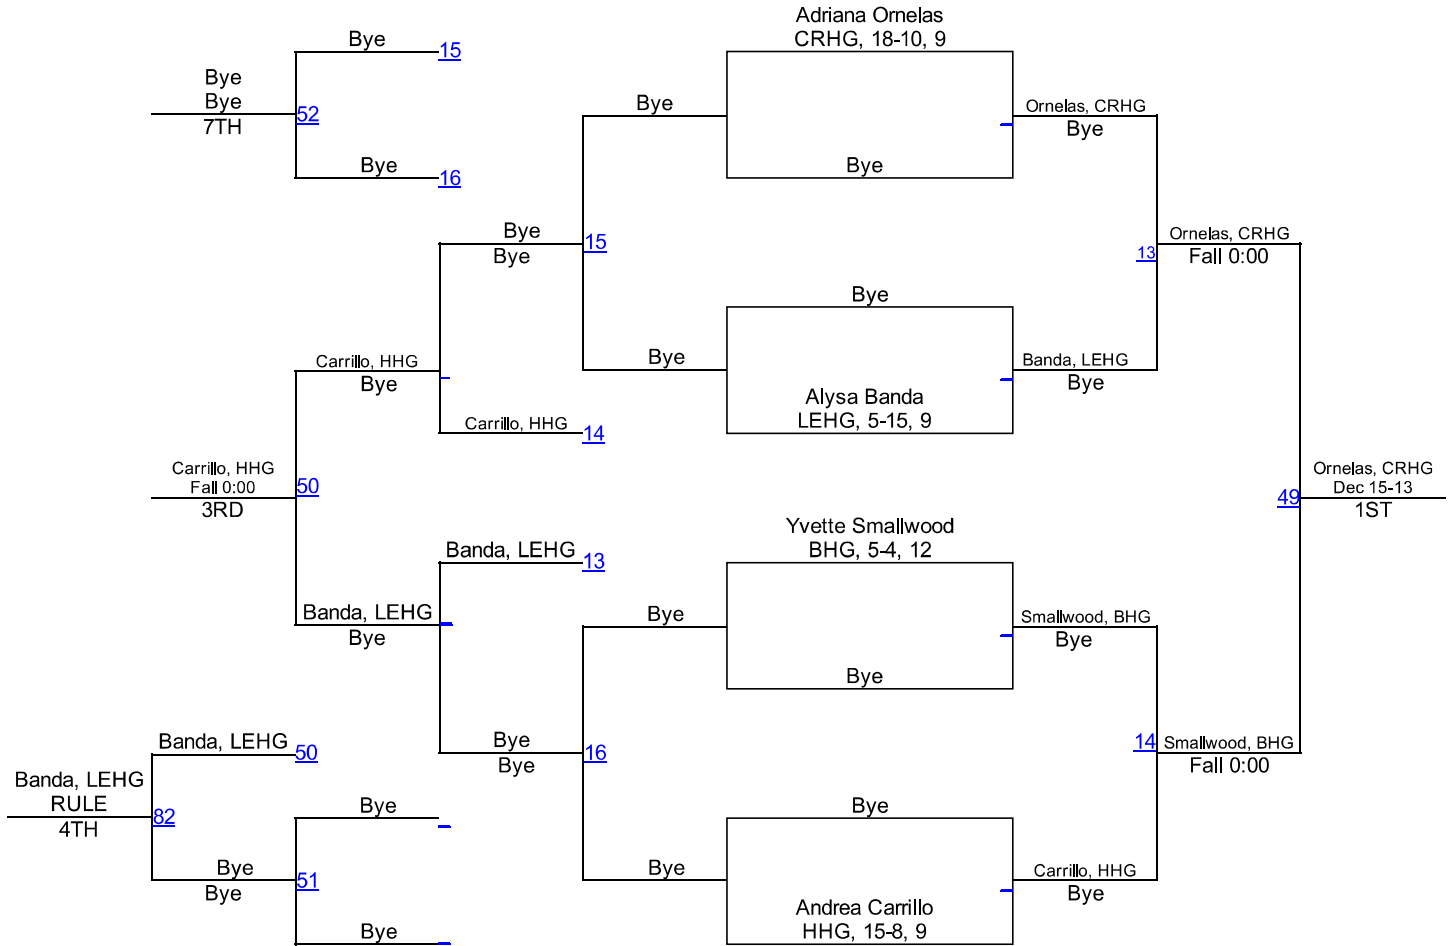 Adriana Ornelas
CRHG, 18-10, 9
Bye
15
Bye
Bye
7TH
52
Bye
Ornelas, CRHG
Bye
Bye
16
Bye
Bye
Bye
15
Ornelas, CRHG
13
Fall 0:00
Bye
Carrillo, HHG
Bye
Bye
Banda, LEHG
Bye
Alysa Banda
LEHG, 5-15, 9
Carrillo, HHG
14
Carrillo, HHG
Fall 0:00
3RD
50
Ornelas, CRHG
Dec 15-13
1ST
49
Yvette Smallwood
BHG, 5-4, 12
Banda, LEHG
13
Banda, LEHG
Bye
Bye
Smallwood, BHG
Bye
Bye
Banda, LEHG
50
Bye
Bye
16
14
Smallwood, BHG
Fall 0:00
Banda, LEHG
RULE
4TH
82
Bye
Bye
Bye
Bye
51
Bye
Carrillo, HHG
Bye
Andrea Carrillo
HHG, 15-8, 9
Bye